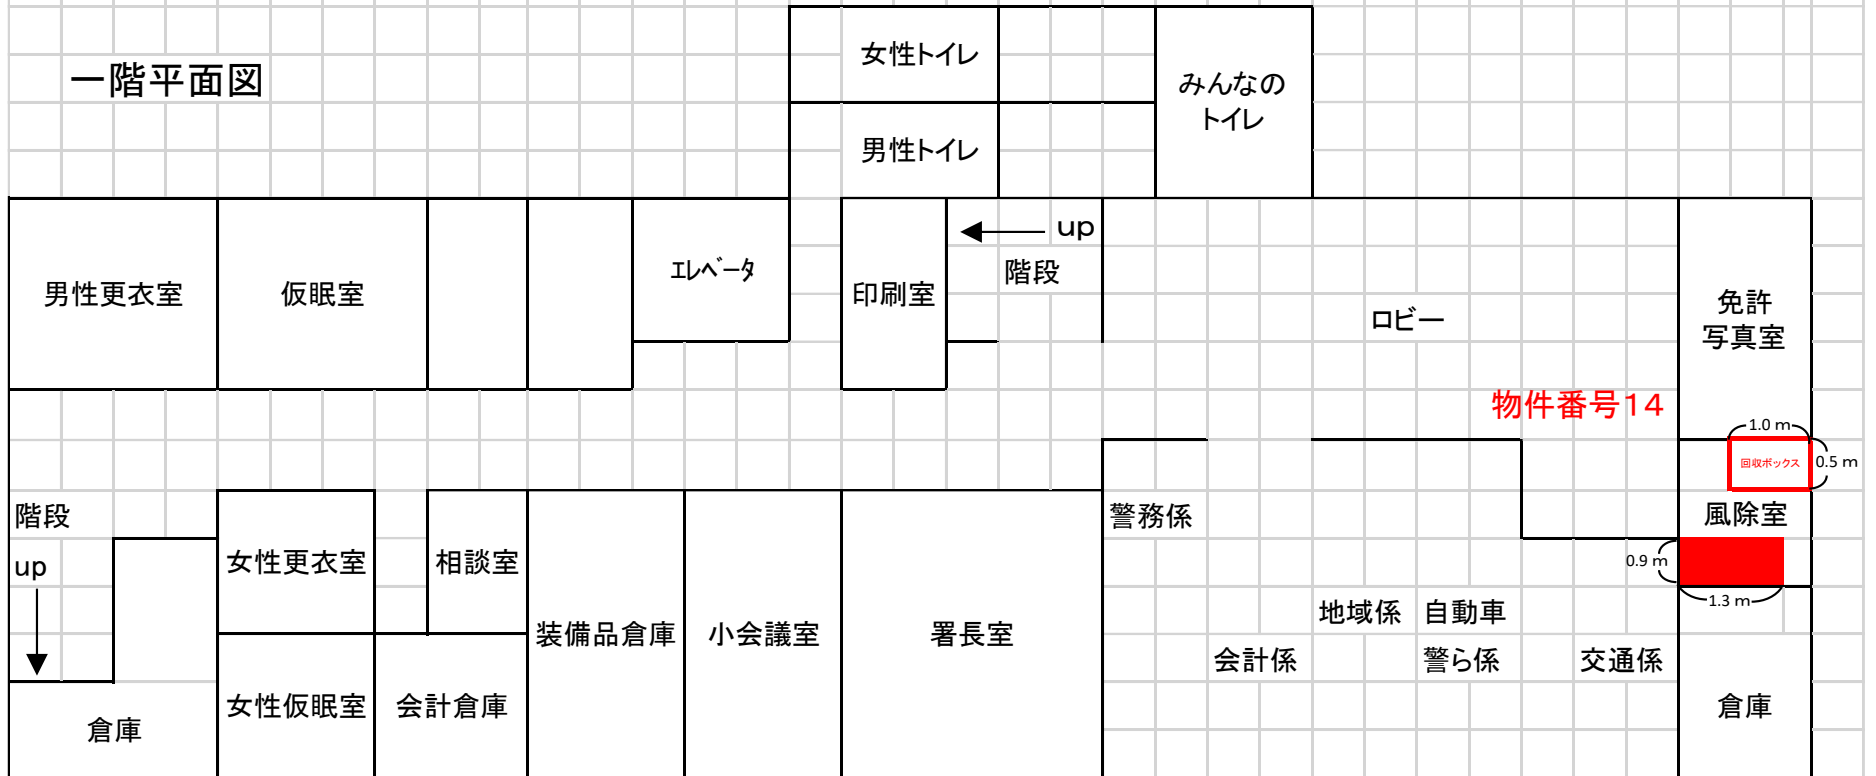 一階平面図
女性トイレ
男性トイレ
みんなの
トイレ
男性更衣室
仮眠室
エレベータ
印刷室
up
階段
ロビー
免許
写真室
物件番号14
1.0 m
回収ボックス
0.5 m
風除室
0.9 m
1.3 m
階段
up
倉庫
女性更衣室
女性仮眠室
相談室
会計倉庫
装備品倉庫
小会議室
署長室
警務係
地域係
自動車
会計係
警ら係
交通係
倉庫